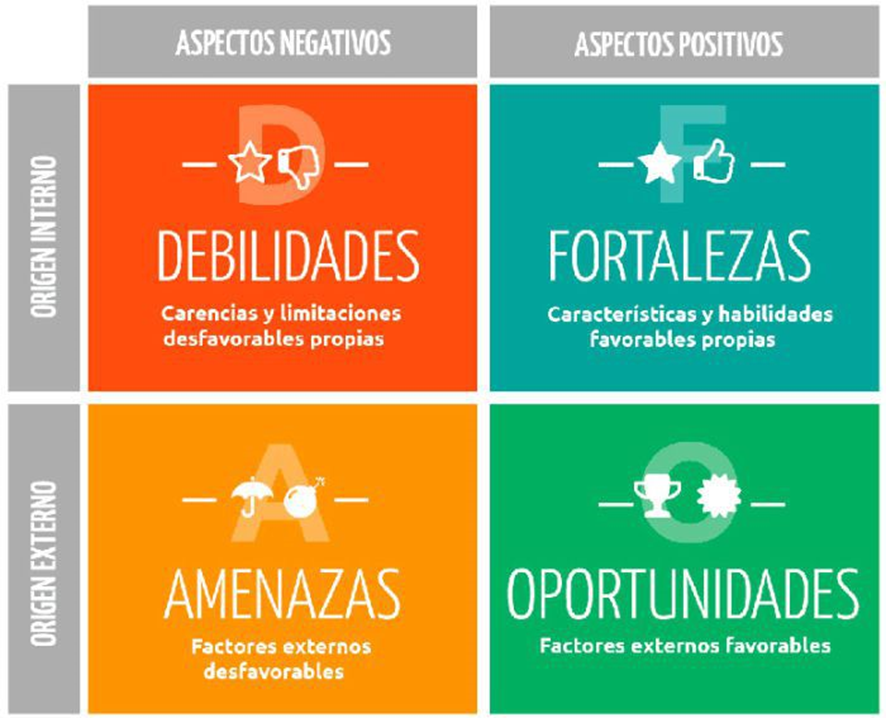 ASPECTOS NEGATIVOS
ASPECTOS POSITIVOS
ORIGEN INTERNO
D
DEBILIDADES
Carencias y limitaciones
desfavorables propias
F
FORTALEZAS
Características y habilidades
favorables propias
ORIGEN EXTERNO
A
AMENAZAS
Factores externos
desfavorables
O
OPORTUNIDADES
Factores externos favorables